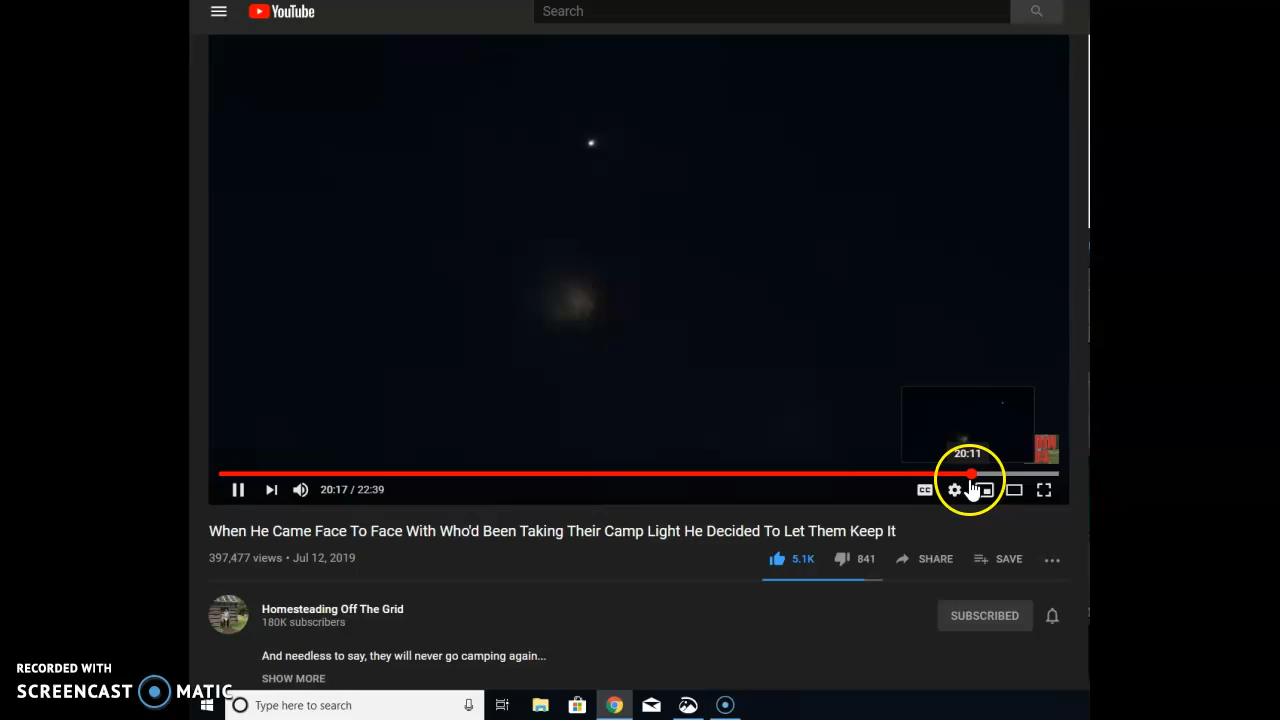 YouTube
Search
20:11
20:17 / 22:39
CC
When He Came Face To Face With Who'd Been Taking Their Camp Light He Decided To Let Them Keep It
397,477 views • Jul 12, 2019
5.1K
841
SHARE
SAVE
Homesteading Off The Grid
180K subscribers
SUBSCRIBED
And needless to say, they will never go camping again...
SHOW MORE
RECORDED WITH
SCREENCAST MATIC
Type here to search